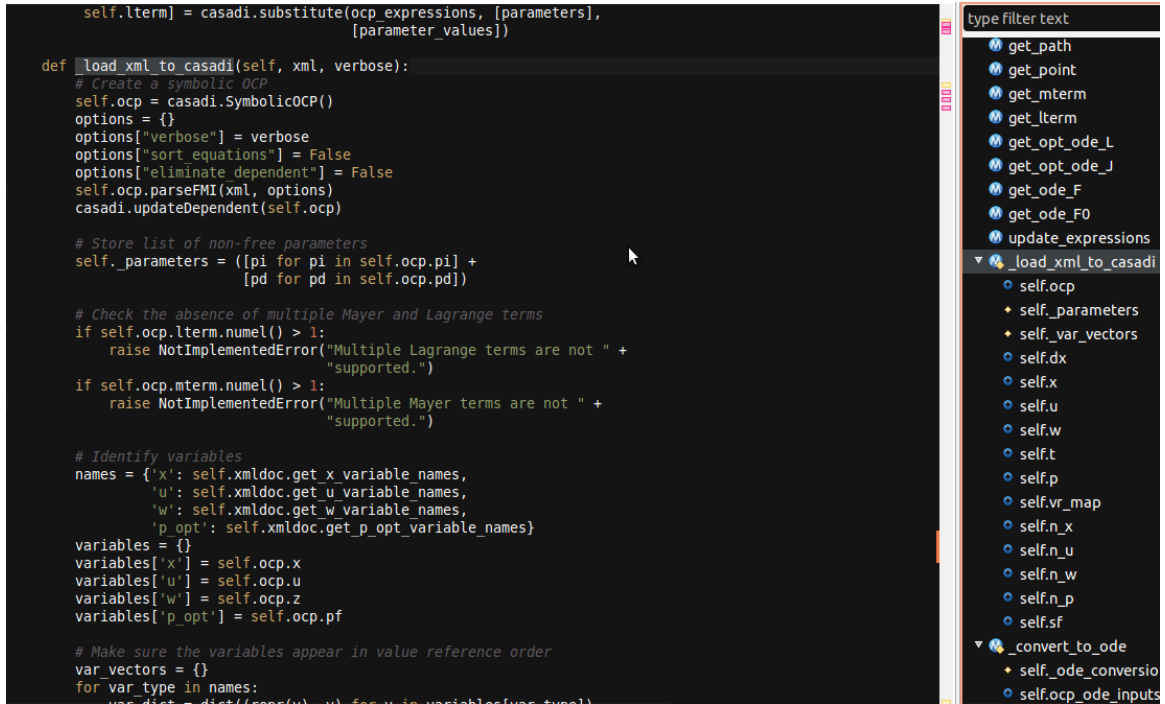 self.lterm] = casadi.substitute(ocp_expressions, [parameters],
[parameter_values])
def _load_xml_to_casadi(self, xml, verbose):
# Create a symbolic OCP
self.ocp = casadi.SymbolicOCP()
options = {}
options["verbose"] = verbose
options["sort_equations"] = False
options["eliminate_dependent"] = False
self.ocp.parseFMI(xml, options)
casadi.updateDependent(self.ocp)
# Store list of non-free parameters
self._parameters = ([pi for pi in self.ocp.pi] +
[pd for pd in self.ocp.pd])
# Check the absence of multiple Mayer and Lagrange terms
if self.ocp.lterm.numel() > 1:
raise NotImplementedError("Multiple Lagrange terms are not " +
"supported.")
if self.ocp.mterm.numel() > 1:
raise NotImplementedError("Multiple Mayer terms are not " +
"supported.")
# Identify variables
names = {'x': self.xmldoc.get_x_variable_names,
'u': self.xmldoc.get_u_variable_names,
'w': self.xmldoc.get_w_variable_names,
'p_opt': self.xmldoc.get_p_opt_variable_names}
variables = {}
variables['x'] = self.ocp.x
variables['u'] = self.ocp.u
variables['w'] = self.ocp.z
variables['p_opt'] = self.ocp.pf
# Make sure the variables appear in value reference order
var_vectors = {}
for var_type in names:
var_dict = dict((repr(v), v) for v in variables[var_type])
type filter text
get_path
get_point
get_mterm
get_lterm
get_opt_ode_L
get_opt_ode_J
get_ode_F
get_ode_F0
update_expressions
_load_xml_to_casadi
self.ocp
self._parameters
self._var_vectors
self.dx
self.x
self.u
self.w
self.t
self.p
self.vr_map
self.n_x
self.n_u
self.n_w
self.n_p
self.sf
_convert_to_ode
self._ode_conversio
self.ocp_ode_inputs